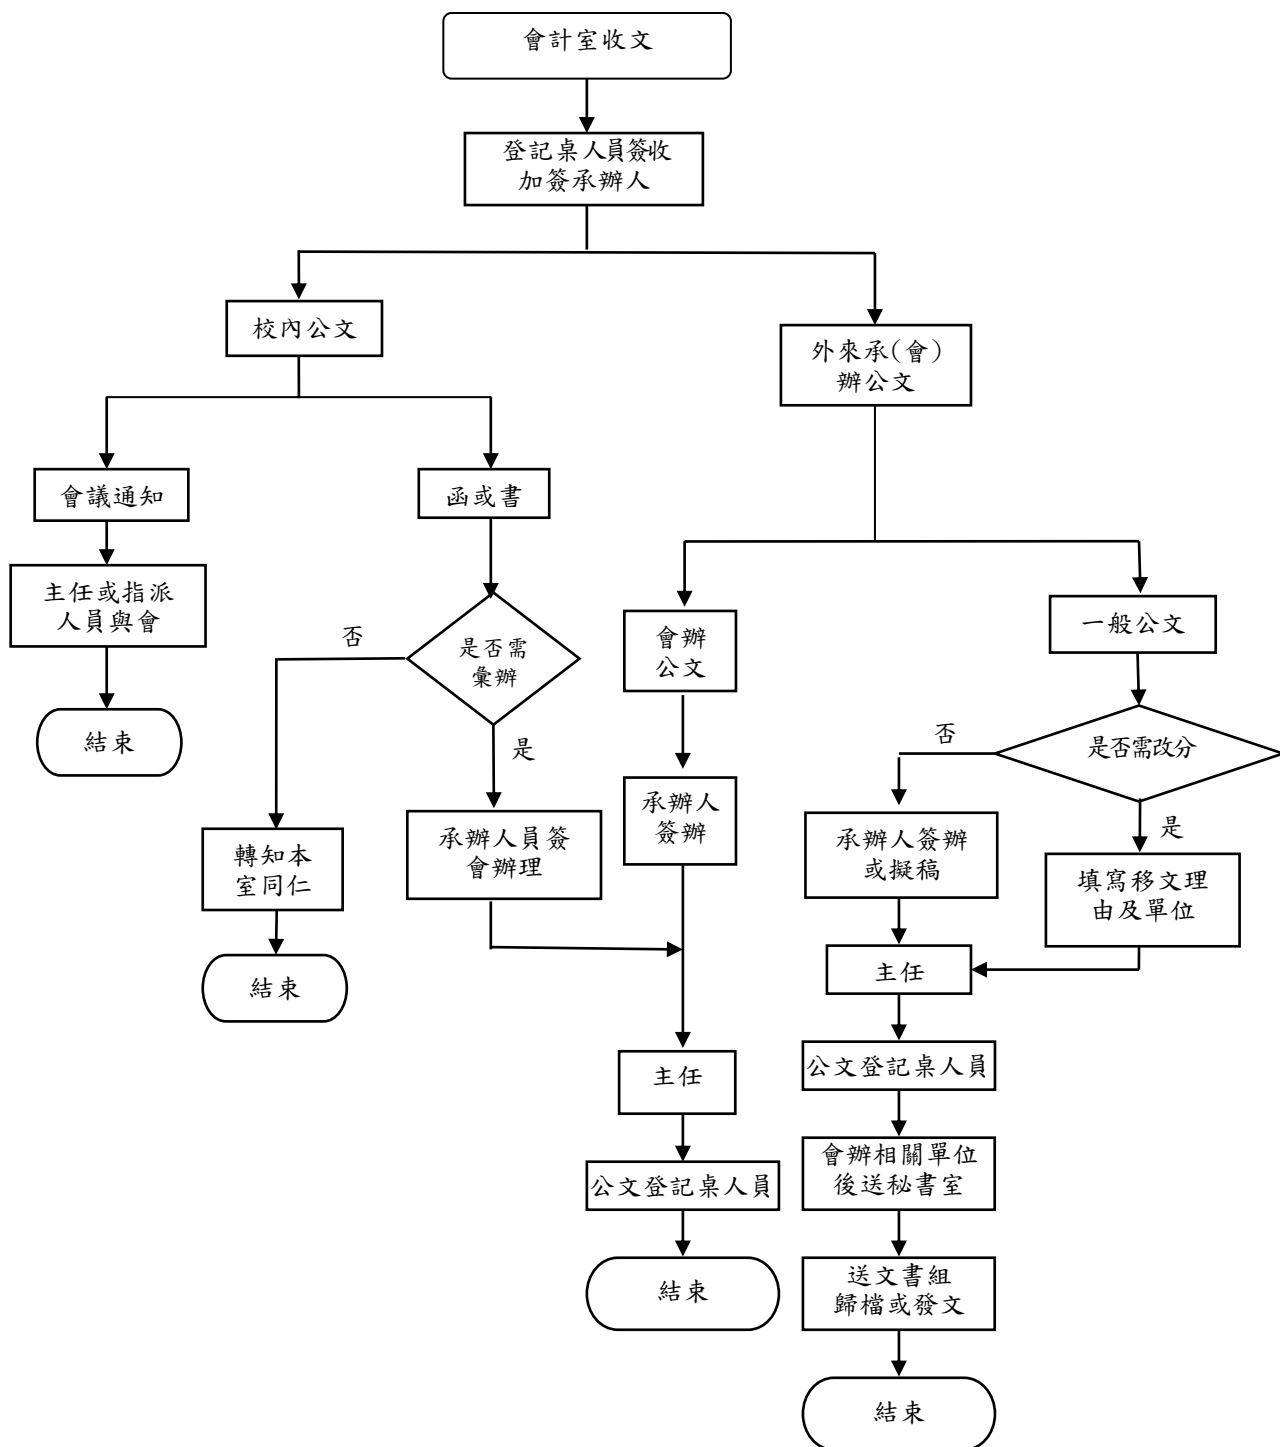 會計室收文
登記桌人員簽收
加簽承辦人
校內公文
外來承(會)
辦公文
會議通知
函或書
主任或指派
人員與會
否
是否需
彙辦
會辦
公文
一般公文
結束
是
否
是否需改分
轉知本
室同仁
承辦人員簽
會辦理
承辦人
簽辦
承辦人簽辦
或擬稿
是
填寫移文理
由及單位
結束
主任
主任
公文登記桌人員
公文登記桌人員
會辦相關單位
後送秘書室
結束
送文書組
歸檔或發文
結束